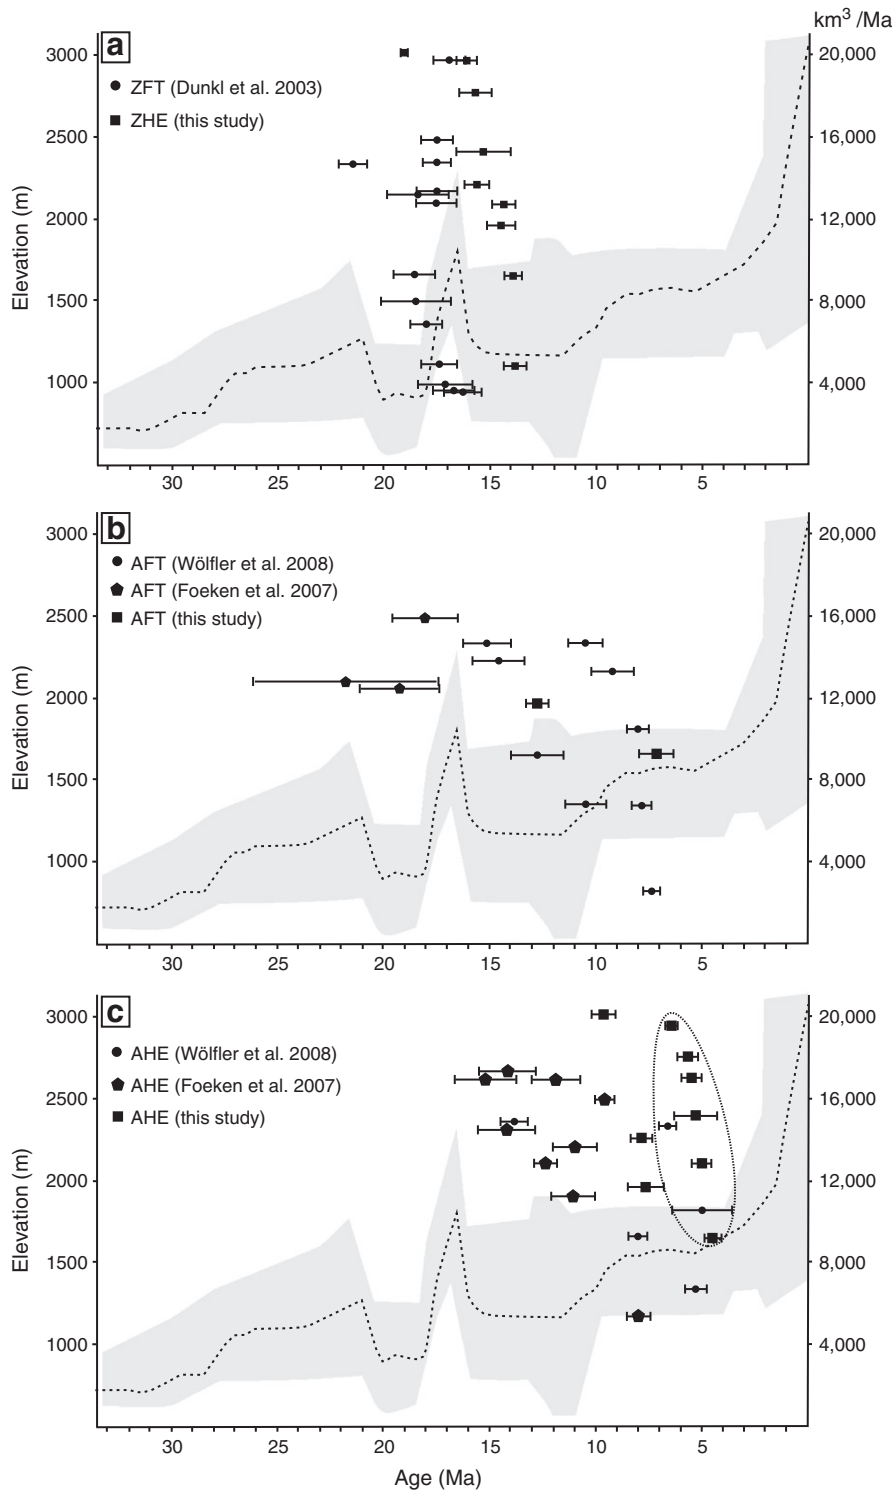 km³ /Ma
a
3000
20,000
ZFT (Dunkl et al. 2003)
ZHE (this study)
2500
16,000
Elevation (m)
2000
12,000
1500
8,000
1000
4,000
30 20 15 10 5
b
3000
20,000
AFT (Wölfler et al. 2008)
AFT (Foeken et al. 2007)
AFT (this study)
2500
16,000
Elevation (m)
2000
12,000
1500
8,000
1000
4,000
30 20 15 10 5
c
3000
20,000
AHE (Wölfler et al. 2008)
AHE (Foeken et al. 2007)
AHE (this study)
2500
16,000
Elevation (m)
2000
12,000
1500
8,000
1000
4,000
30 20 15 10 5
Age (Ma)